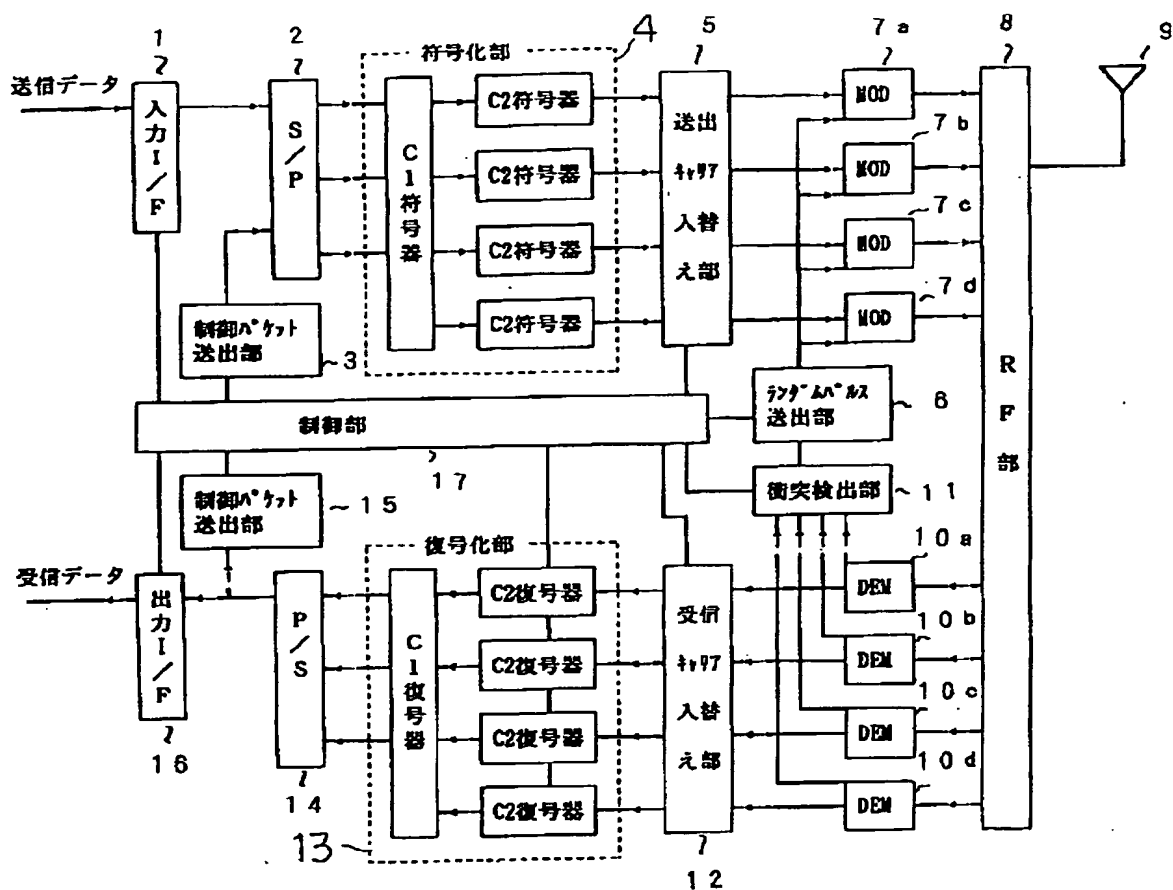 1
2
符号化部
4
5
7a
8
9
送信データ
入力I/F
S/P
C1符号器
C2符号器
C2符号器
C2符号器
C2符号器
送出キャリア入替え部
MOD
7b
MOD
7c
MOD
7d
MOD
RF部
制御パケット
送出部
3
制御部
17
ランダムパルス
送出部
6
衝突検出部
11
制御パケット
送出部
15
受信データ
出力I/F
16
P/S
14
復号化部
13
C1復号器
C2復号器
C2復号器
C2復号器
C2復号器
受信キャリア入替え部
12
10a
DEM
10b
DEM
10c
DEM
10d
DEM